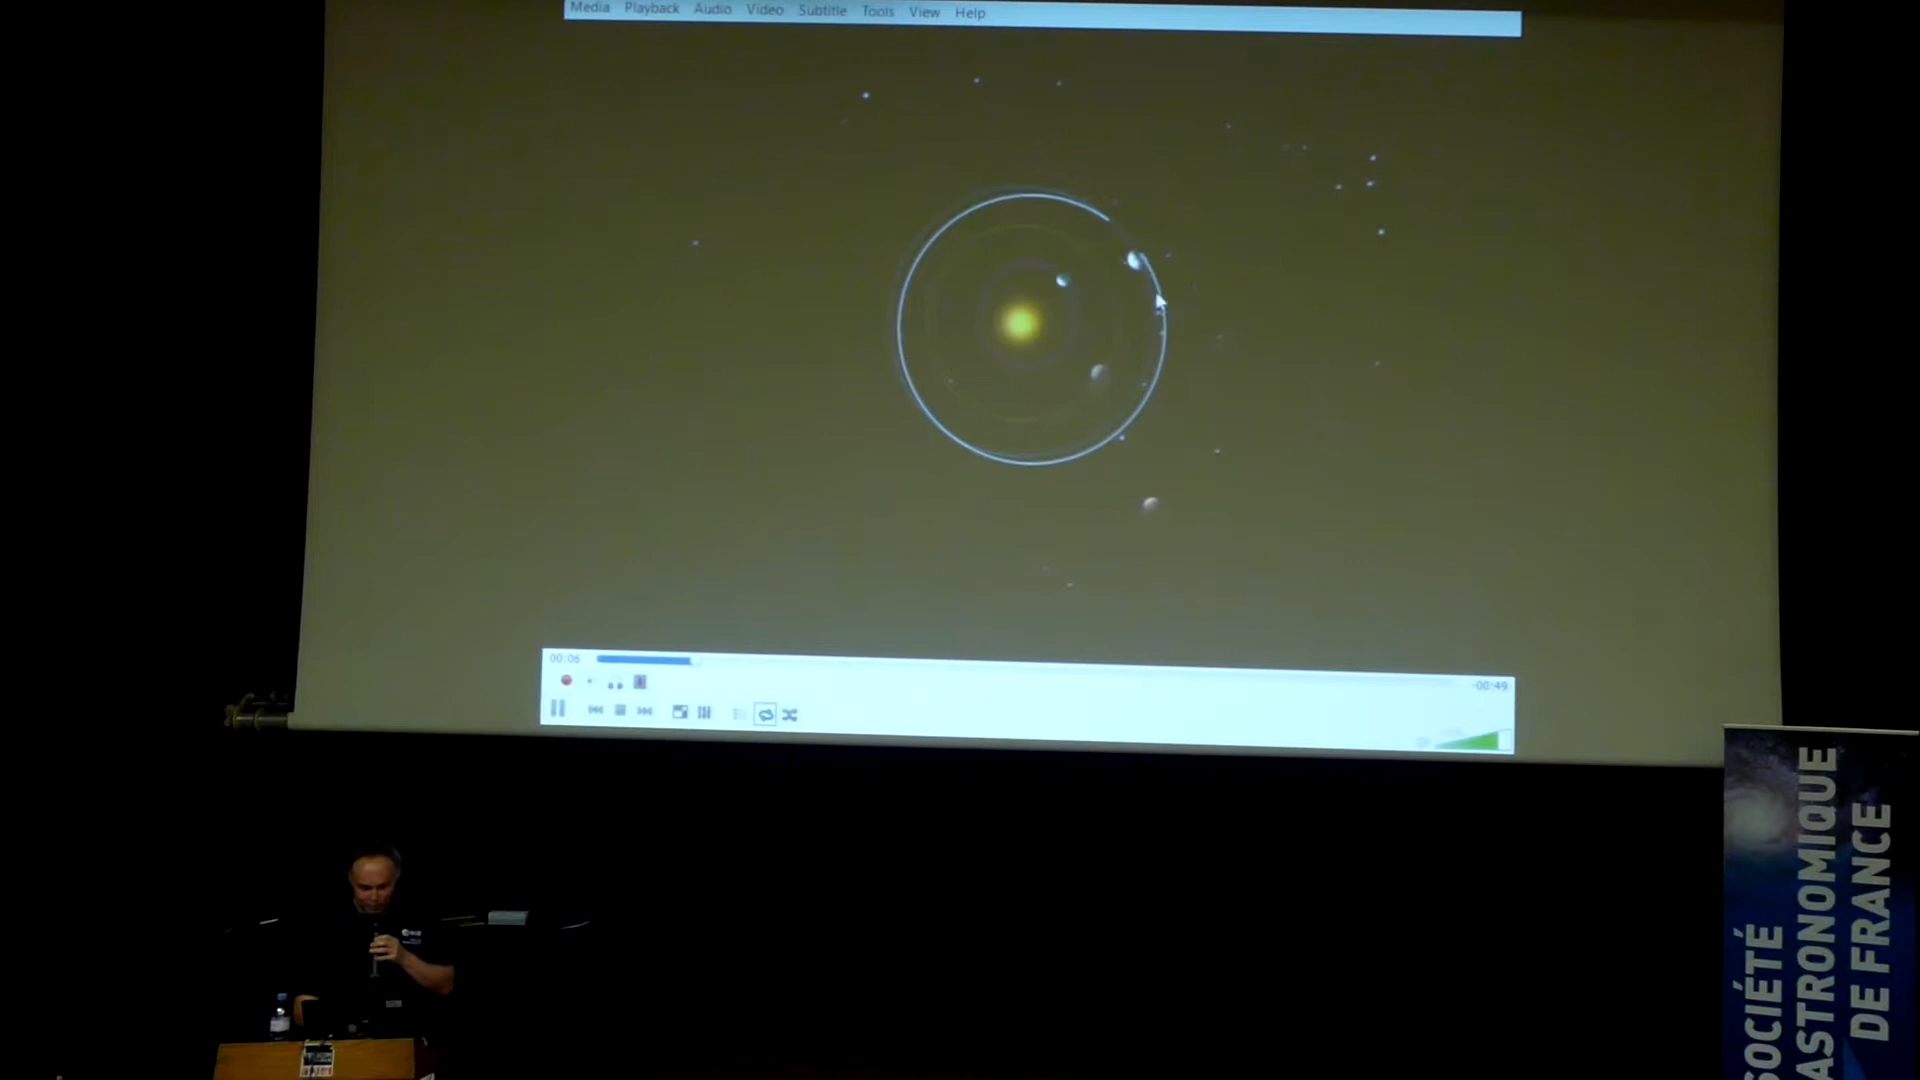 Media Playback Audio Video Subtitle Tools View Help
00:06
-00:49
SOCIÉTÉ
ASTRONOMIQUE
DE FRANCE